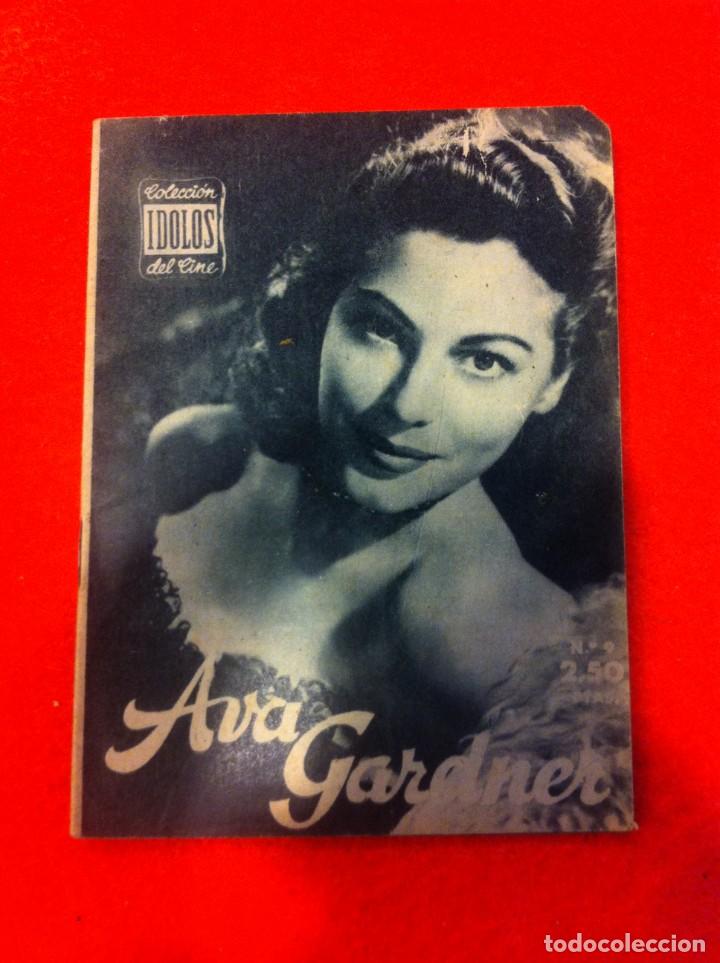 Colección
IDOLOS
del Cine
N.º 9
2.50
Ava
Gardner
todocoleccion